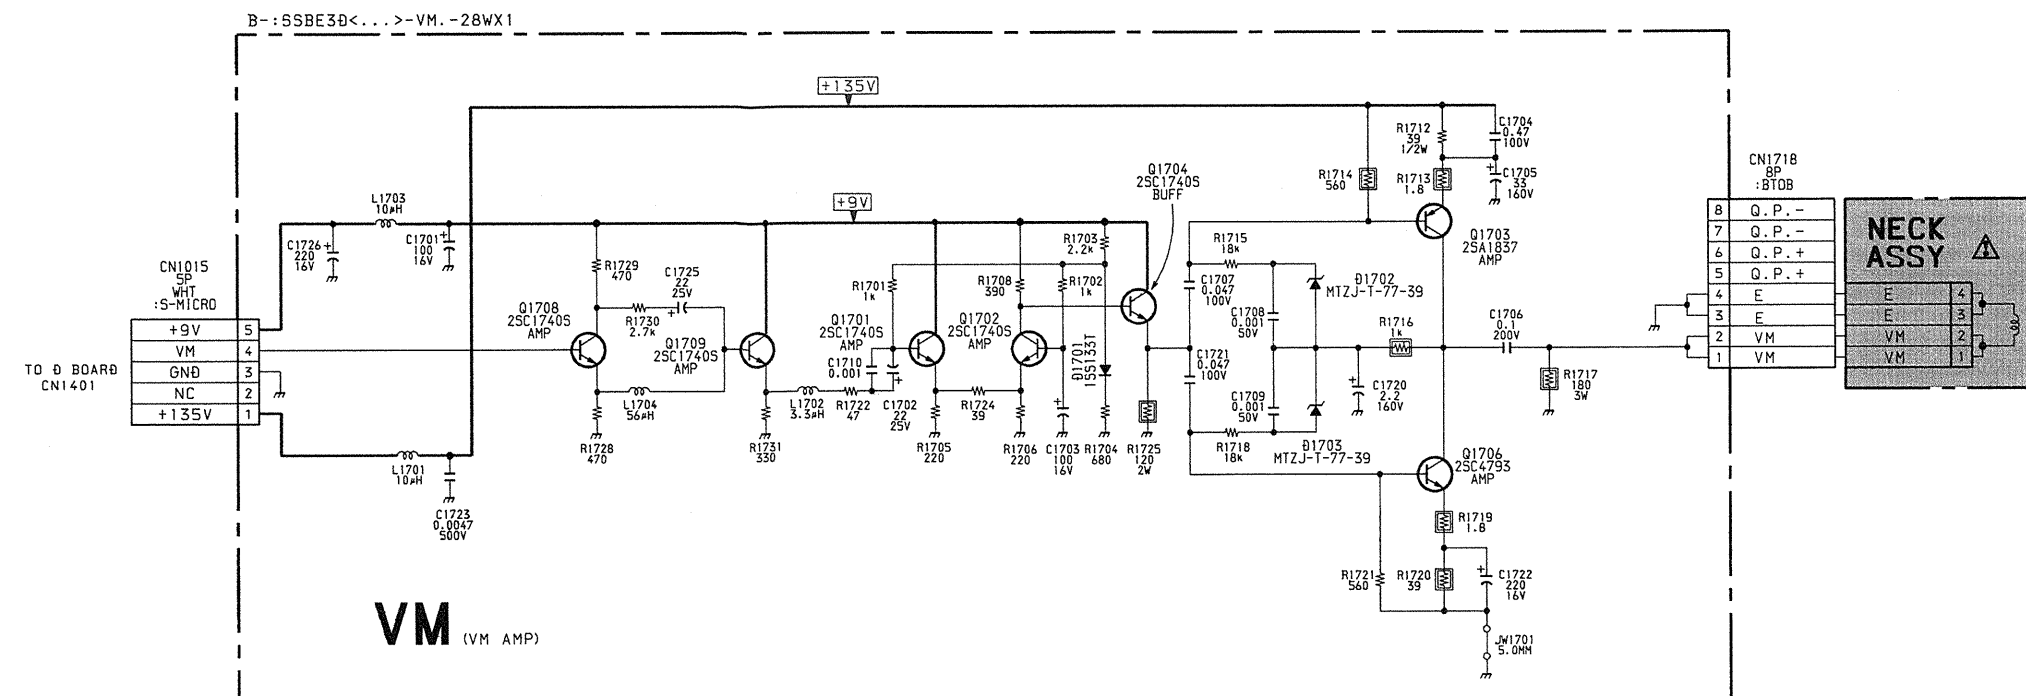 B-:SSBE3D<...>-VM.-28WX1
+135V
+9V
CN1015
5P
WHT
:S-MICRO
+9V 5
VM 4
GND 3
NC 2
+135V 1
TO D BOARD
CN1401
C1726
220
16V
L1703
10μH
C1701
100
16V
L1701
10μH
C1723
0.0047
500V
Q1708
2SC1740S
AMP
R1729
470
R1730
2.7k
C1725
22
25V
R1728
470
L1704
56μH
Q1709
2SC1740S
AMP
R1731
330
L1702
3.3μH
R1722
47
C1710
0.001
C1702
22
25V
R1701
1k
Q1701
2SC1740S
AMP
R1705
220
R1724
39
Q1702
2SC1740S
AMP
R1708
390
R1706
220
R1703
2.2k
R1702
1k
C1703
100
16V
D1701
1SS133T
R1704
680
Q1704
2SC1740S
BUFF
R1725
120
2W
C1707
0.047
100V
C1721
0.047
100V
R1715
18k
C1708
0.001
50V
C1709
0.001
50V
R1718
18k
D1702
MTZJ-T-77-39
D1703
MTZJ-T-77-39
R1716
1k
C1720
2.2
160V
R1714
560
R1712
39
1/2W
R1713
1.8
C1704
0.47
100V
C1705
33
160V
Q1703
2SA1837
AMP
C1706
0.1
200V
R1717
180
3W
Q1706
2SC4793
AMP
R1719
1.8
R1721
560
R1720
39
C1722
220
16V
JW1701
5.0MM
CN1718
8P
:BTOB
8 Q.P.-
7 Q.P.-
6 Q.P.+
5 Q.P.+
4 E
3 E
2 VM
1 VM
NECK
ASSY
E 4
E 3
VM 2
VM 1
VM (VM AMP)